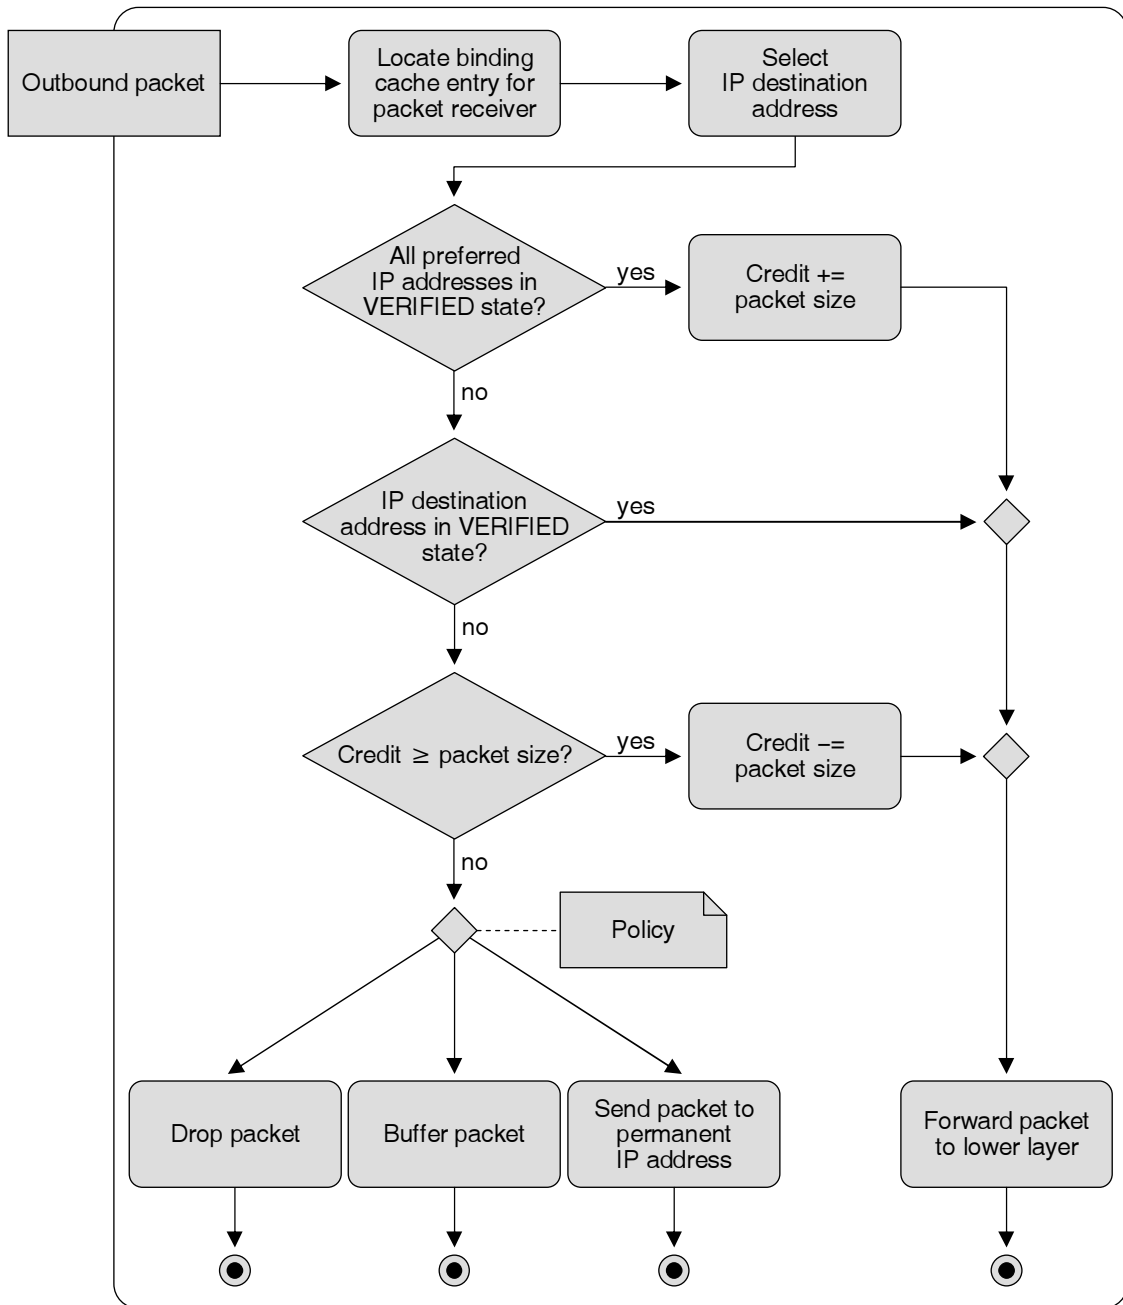 Outbound packet
Locate binding
cache entry for
packet receiver
Select
IP destination
address
All preferred
IP addresses in
VERIFIED state?
yes
Credit +=
packet size
no
IP destination
address in VERIFIED
state?
yes
no
Credit ≥ packet size?
yes
Credit −=
packet size
no
Policy
Drop packet
Buffer packet
Send packet to
permanent
IP address
Forward packet
to lower layer